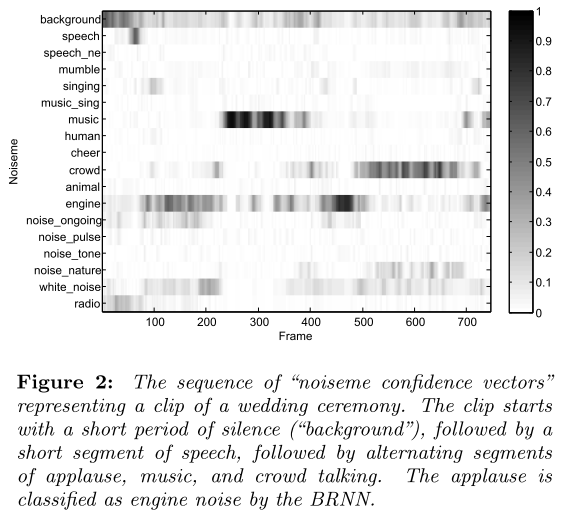 background
speech
speech_ne
mumble
singing
music_sing
music
human
cheer
crowd
animal
engine
noise_ongoing
noise_pulse
noise_tone
noise_nature
white_noise
radio
Noiseme
100 200 300 400 500 600 700
Frame
1
0.9
0.8
0.7
0.6
0.5
0.4
0.3
0.2
0.1
0
Figure 2: The sequence of “noiseme confidence vectors”
representing a clip of a wedding ceremony. The clip starts
with a short period of silence (“background”), followed by a
short segment of speech, followed by alternating segments
of applause, music, and crowd talking. The applause is
classified as engine noise by the BRNN.